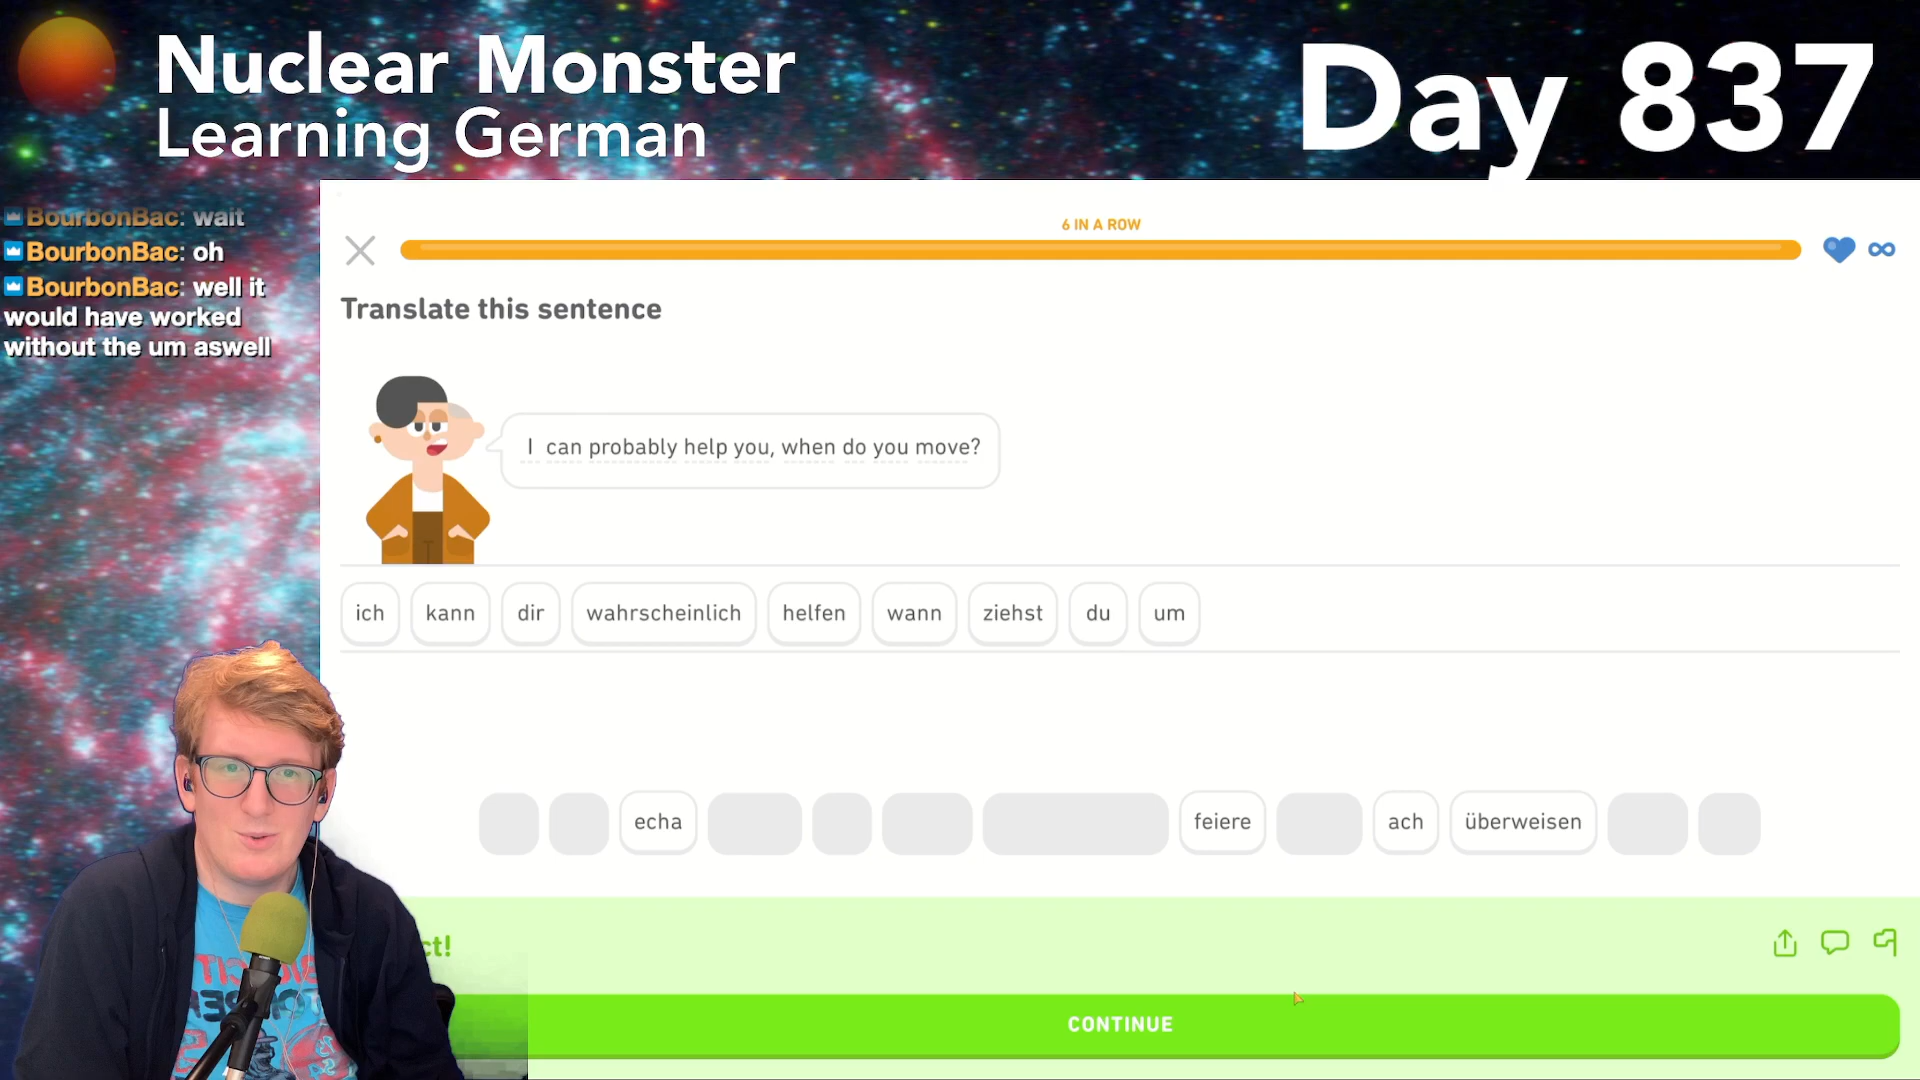 Nuclear Monster
Learning German
Day 837
BourbonBac: wait
BourbonBac: oh
BourbonBac: well it
would have worked
without the um aswell
6 IN A ROW
Translate this sentence
I can probably help you, when do you move?
ich kann dir wahrscheinlich helfen wann ziehst du um
echa feiere ach überweisen
ct!
CONTINUE